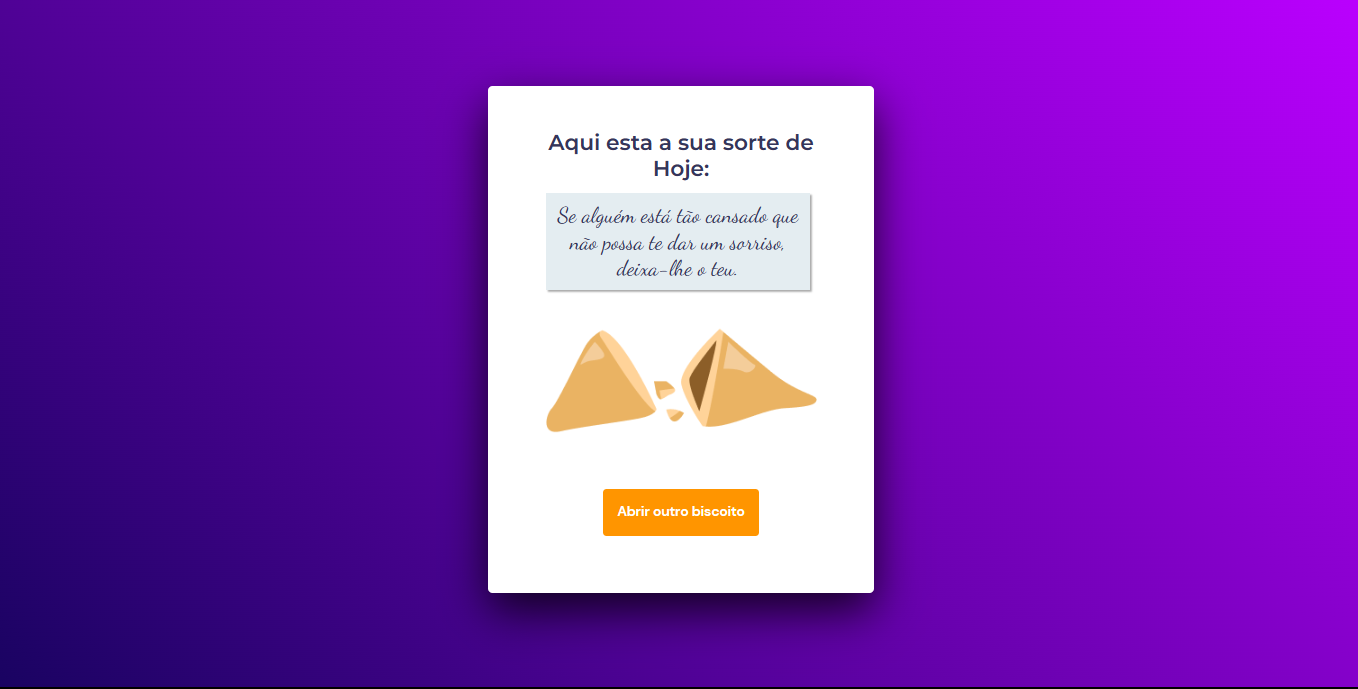 Aqui esta a sua sorte de
Hoje:
Se alguém está tão cansado que
não possa te dar um sorriso,
deixa-lhe o teu.
Abrir outro biscoito